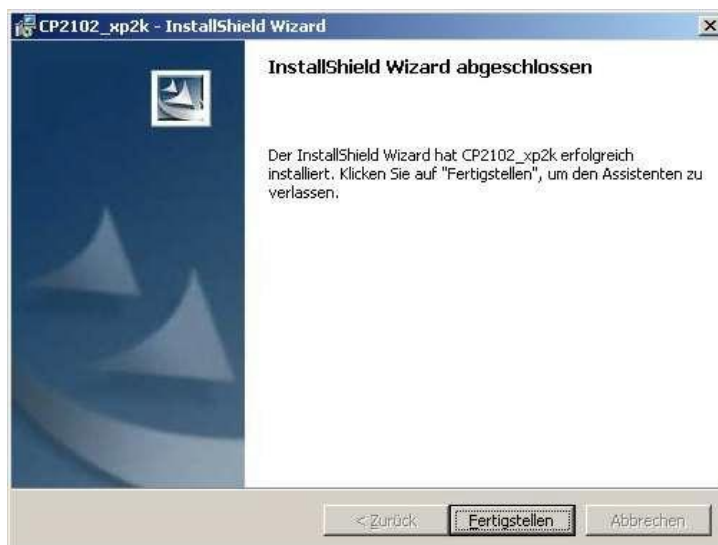 CP2102_xp2k - InstallShield Wizard
InstallShield Wizard abgeschlossen
Der InstallShield Wizard hat CP2102_xp2k erfolgreich
installiert. Klicken Sie auf "Fertigstellen", um den Assistenten zu
verlassen.
< Zurück Fertigstellen Abbrechen